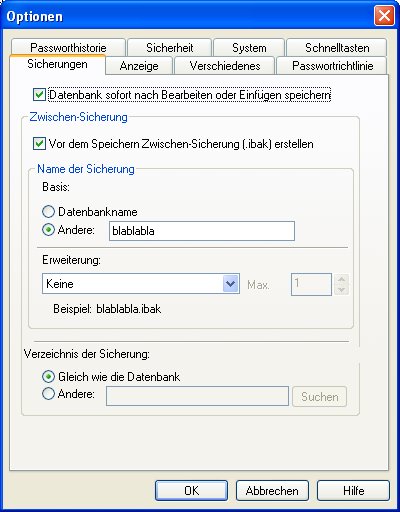 Optionen
Passworthistorie Sicherheit System Schnelltasten
Sicherungen Anzeige Verschiedenes Passwortrichtlinie
Datenbank sofort nach Bearbeiten oder Einfügen speichern
Zwischen-Sicherung
Vor dem Speichern Zwischen-Sicherung (.ibak) erstellen
Name der Sicherung
Basis:
Datenbankname
Andere: blablabla
Erweiterung:
Keine Max. 1
Beispiel: blablabla.ibak
Verzeichnis der Sicherung:
Gleich wie die Datenbank
Andere: Suchen
OK Abbrechen Hilfe